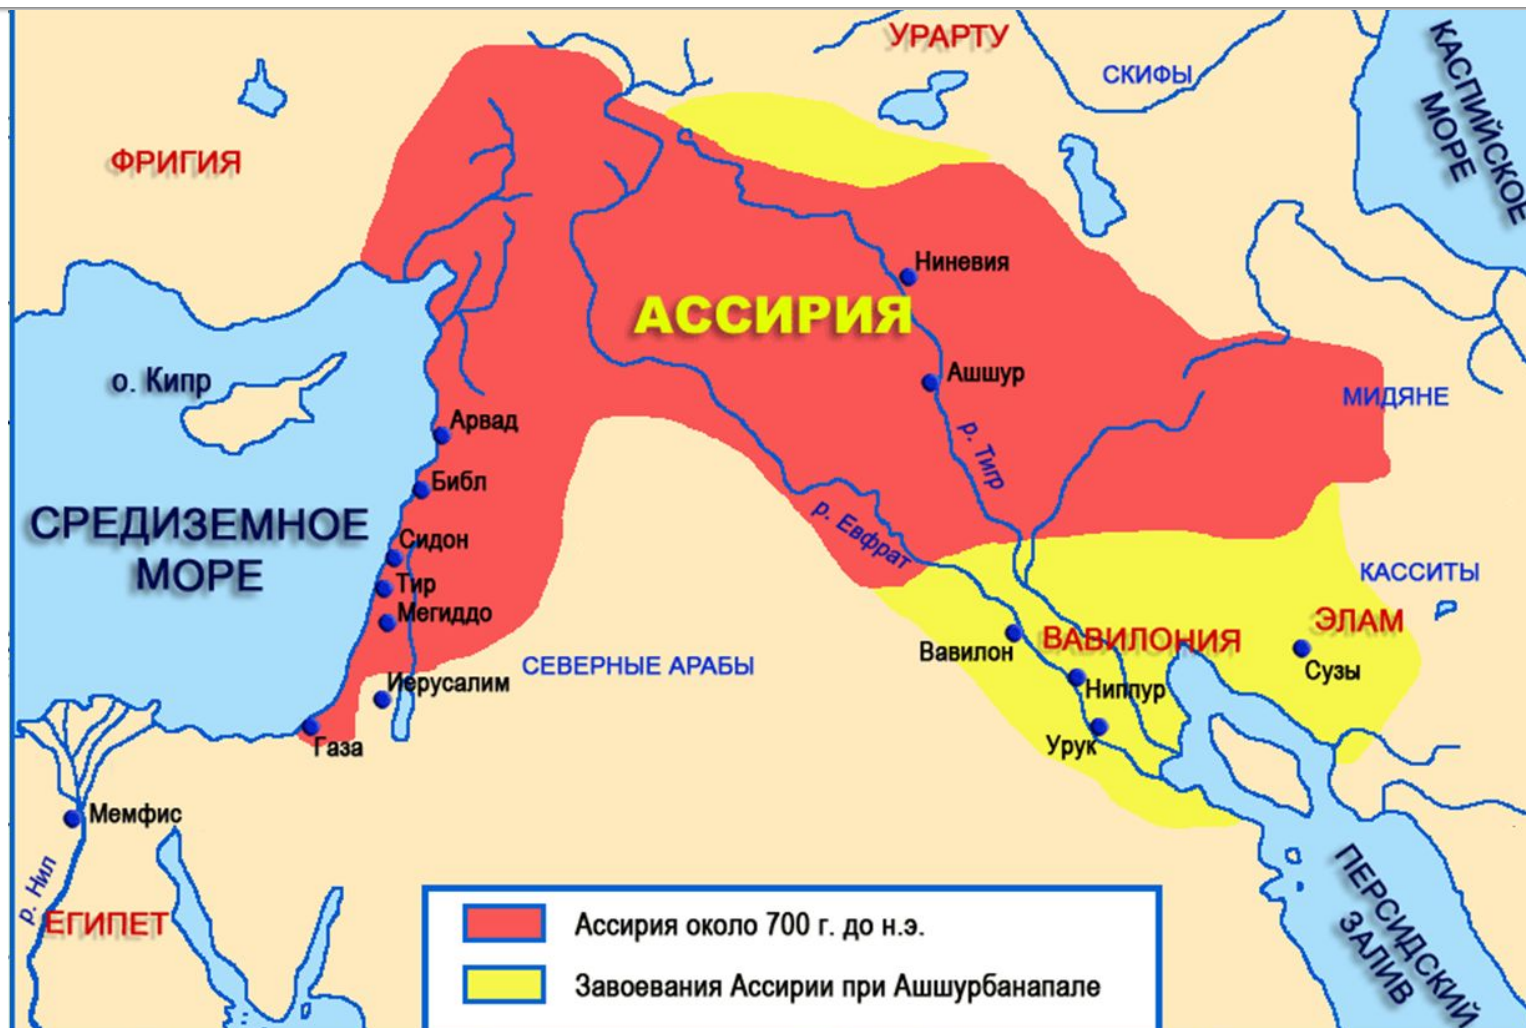 УРАРТУ
СКИФЫ
КАСПИЙСКОЕ
МОРЕ
ФРИГИЯ
Ниневия
АССИРИЯ
о. Кипр
Ашшур
МИДЯНЕ
Арвад
р. Тигр
Библ
СРЕДИЗЕМНОЕ
МОРЕ
р. Евфрат
Сидон
Тир
Мегиддо
КАССИТЫ
ЭЛАМ
ВАВИЛОНИЯ
Вавилон
СЕВЕРНЫЕ АРАБЫ
Сузы
Иерусалим
Ниппур
Газа
Урук
Мемфис
р. Нил
ЕГИПЕТ
ПЕРСИДСКИЙ
ЗАЛИВ
Ассирия около 700 г. до н.э.
Завоевания Ассирии при Ашшурбанапале